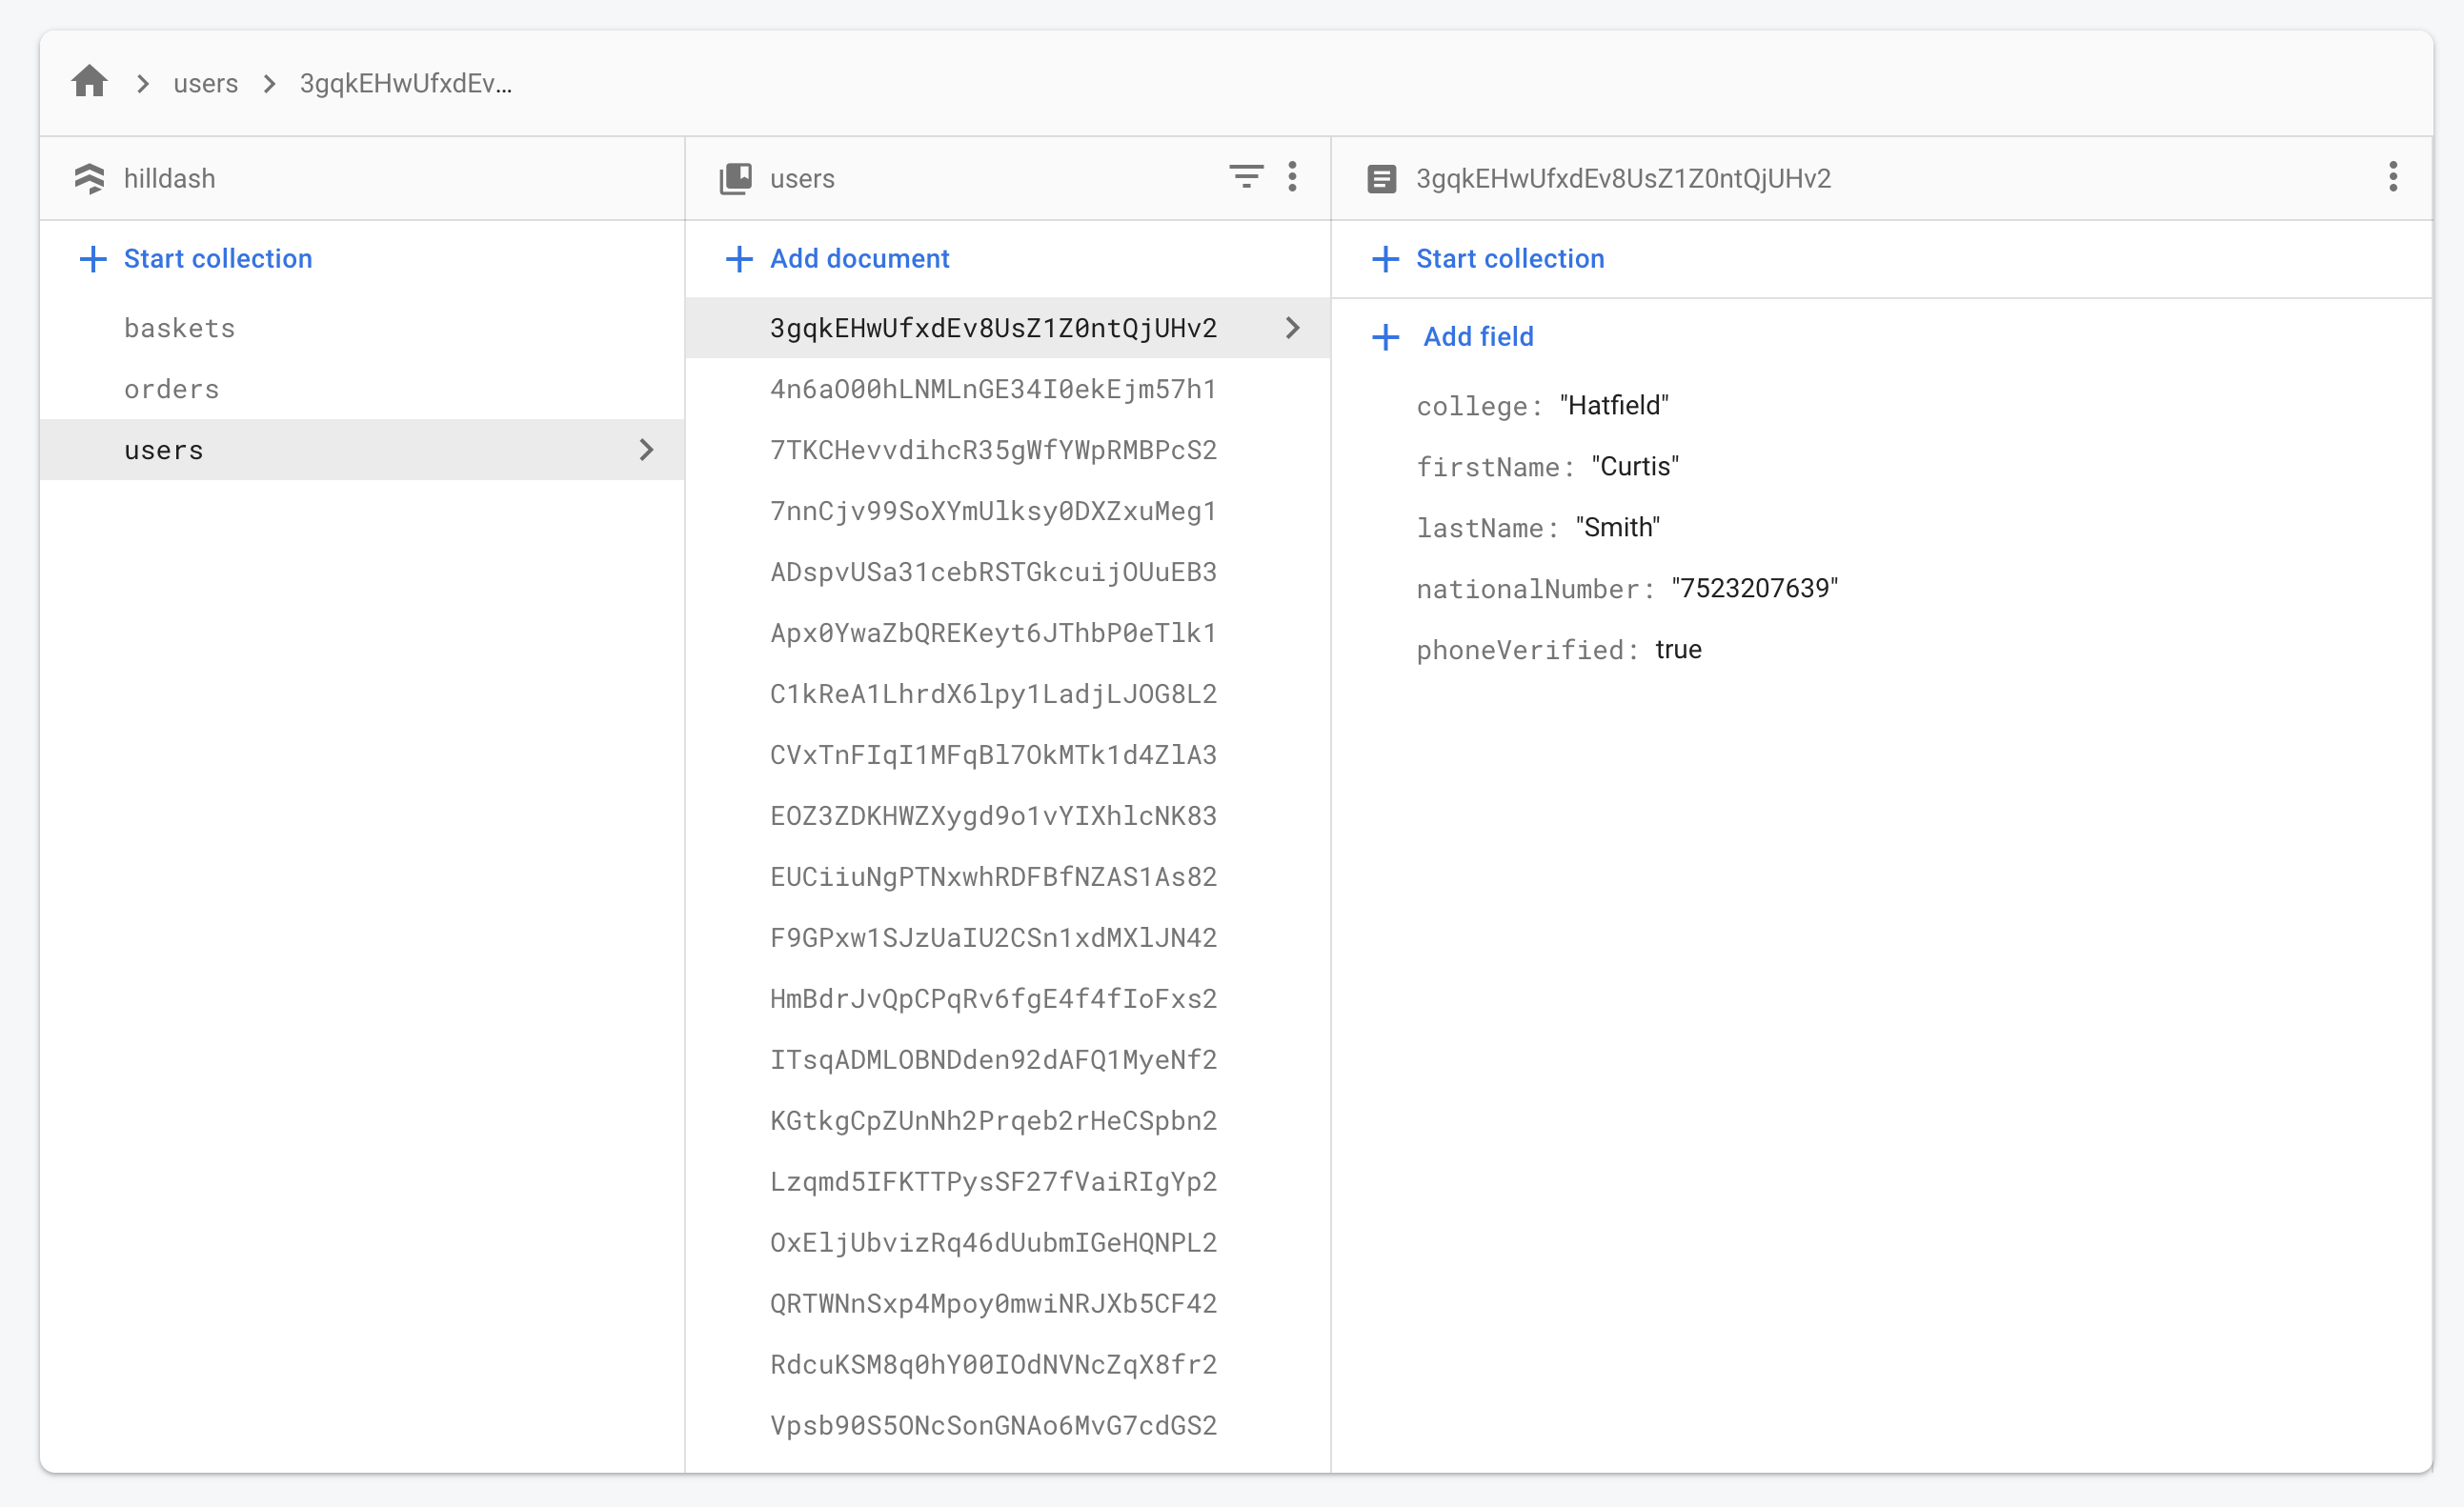 users 3gqkEHwUfxdEv...
hilldash
Start collection
baskets
orders
users
users
Add document
3gqkEHwUfxdEv8UsZ1Z0ntQjUHv2
4n6aO00hLNMLnGE34I0ekEjm57h1
7TKCHevvdihcR35gWfYWpRMBPcS2
7nnCjv99SoXYmUlksy0DXZxuMeg1
ADspvUSa31cebRSTGkcuijOUuEB3
Apx0YwaZbQREKeyt6JThbP0eTlk1
C1kReA1LhrdX6lpy1LadjLJOG8L2
CVxTnFIqI1MFqBl7OkMTk1d4ZlA3
EOZ3ZDKHWZXygd9o1vYIXhlcNK83
EUCiiuNgPTNxwhRDFBfNZAS1As82
F9GPxw1SJzUaIU2CSn1xdMXlJN42
HmBdrJvQpCPqRv6fgE4f4fIoFxs2
ITsqADMLOBNDden92dAFQ1MyeNf2
KGtkgCpZUnNh2Prqeb2rHeCSpbn2
Lzqmd5IFKTTPysSF27fVaiRIgYp2
OxEljUbvizRq46dUubmIGeHQNPL2
QRTWNnSxp4Mpoy0mwiNRJXb5CF42
RdcuKSM8q0hY00IOdNVNcZqX8fr2
Vpsb90S5ONcSonGNAo6MvG7cdGS2
3gqkEHwUfxdEv8UsZ1Z0ntQjUHv2
Start collection
Add field
college: "Hatfield"
firstName: "Curtis"
lastName: "Smith"
nationalNumber: "7523207639"
phoneVerified: true